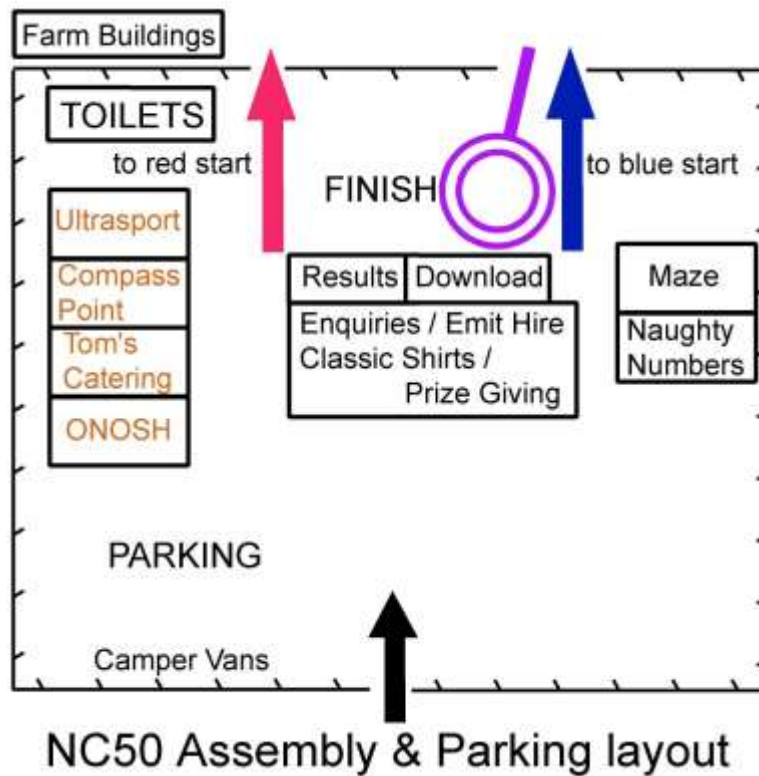 Farm Buildings
TOILETS
to red start
FINISH
to blue start
Ultrasport
Compass
Point
Tom's
Catering
ONOSH
Results
Download
Enquiries / Emit Hire
Classic Shirts /
Prize Giving
Maze
Naughty
Numbers
PARKING
Camper Vans
NC50 Assembly & Parking layout